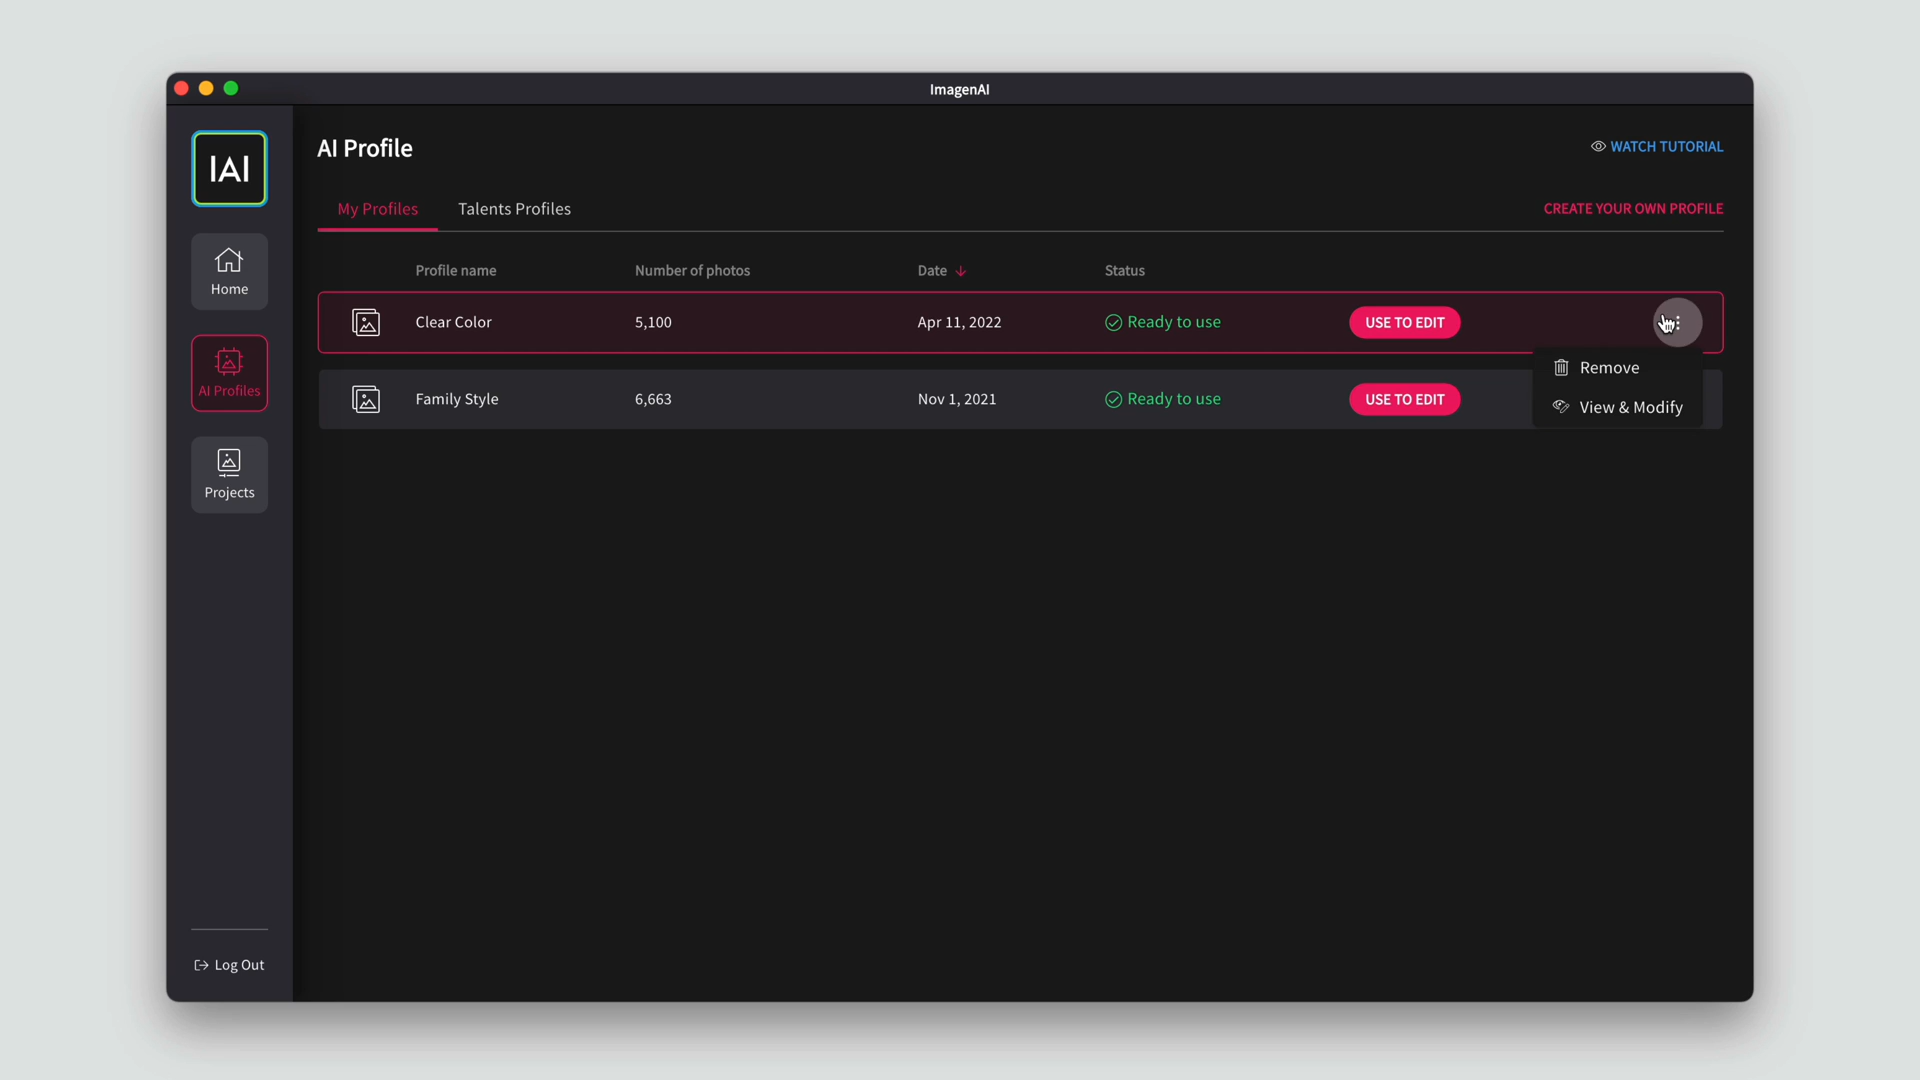 ImagenAI
IAI
AI Profile
WATCH TUTORIAL
My Profiles
Talents Profiles
CREATE YOUR OWN PROFILE
Home
Profile name
Number of photos
Date
Status
Clear Color
5,100
Apr 11, 2022
Ready to use
USE TO EDIT
Remove
AI Profiles
Family Style
6,663
Nov 1, 2021
Ready to use
USE TO EDIT
View & Modify
Projects
Log Out